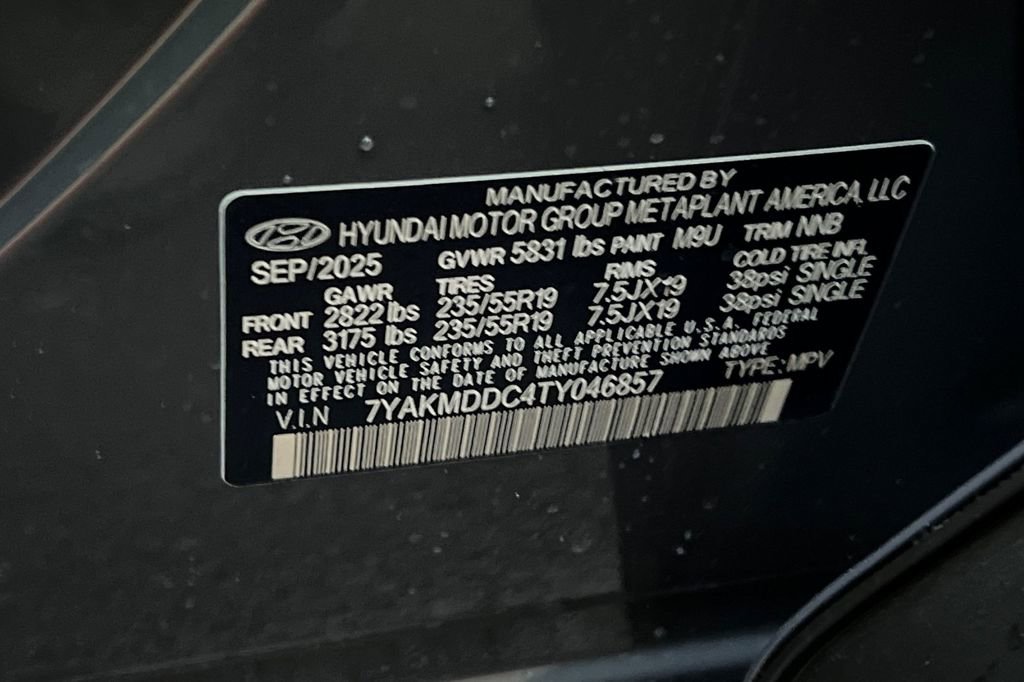 MANUFACTURED BY
HYUNDAI MOTOR GROUP METAPLANT AMERICA, LLC
SEP/2025 GVWR 5831 lbs PAINT M9U TRIM NNB
GAWR TIRES RIMS COLD TIRE INFL.
FRONT 2822 lbs 235/55R19 7.5JX19 38psi SINGLE
REAR 3175 lbs 235/55R19 7.5JX19 38psi SINGLE
THIS VEHICLE CONFORMS TO ALL APPLICABLE U.S.A. FEDERAL
MOTOR VEHICLE SAFETY AND THEFT PREVENTION STANDARDS
IN EFFECT ON THE DATE OF MANUFACTURE SHOWN ABOVE
V.I.N 7YAKMDDC4TY046857 TYPE: MPV